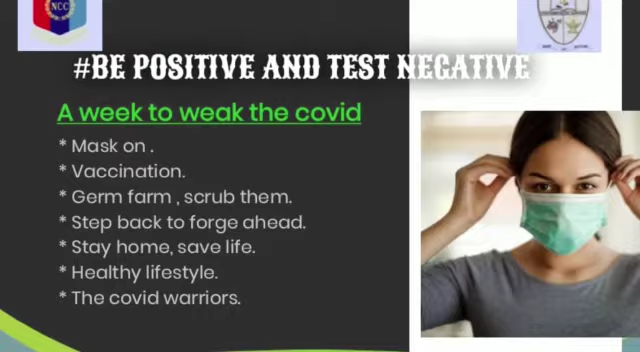 NCC
#BE POSITIVE AND TEST NEGATIVE
A week to weak the covid
* Mask on .
* Vaccination.
* Germ farm , scrub them.
* Step back to forge ahead.
* Stay home, save life.
* Healthy lifestyle.
* The covid warriors.